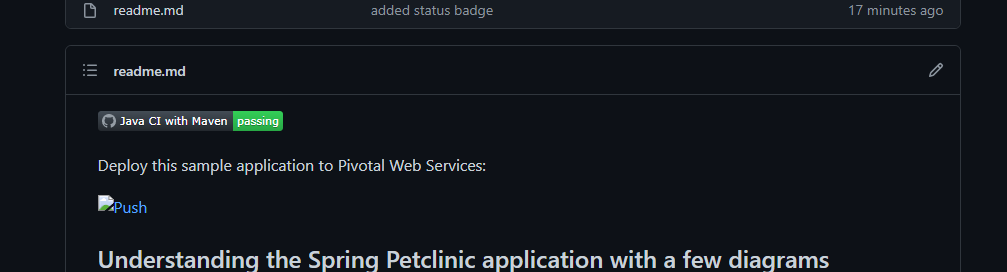 readme.md added status badge 17 minutes ago
readme.md
Java CI with Maven passing
Deploy this sample application to Pivotal Web Services:
Push
Understanding the Spring Petclinic application with a few diagrams